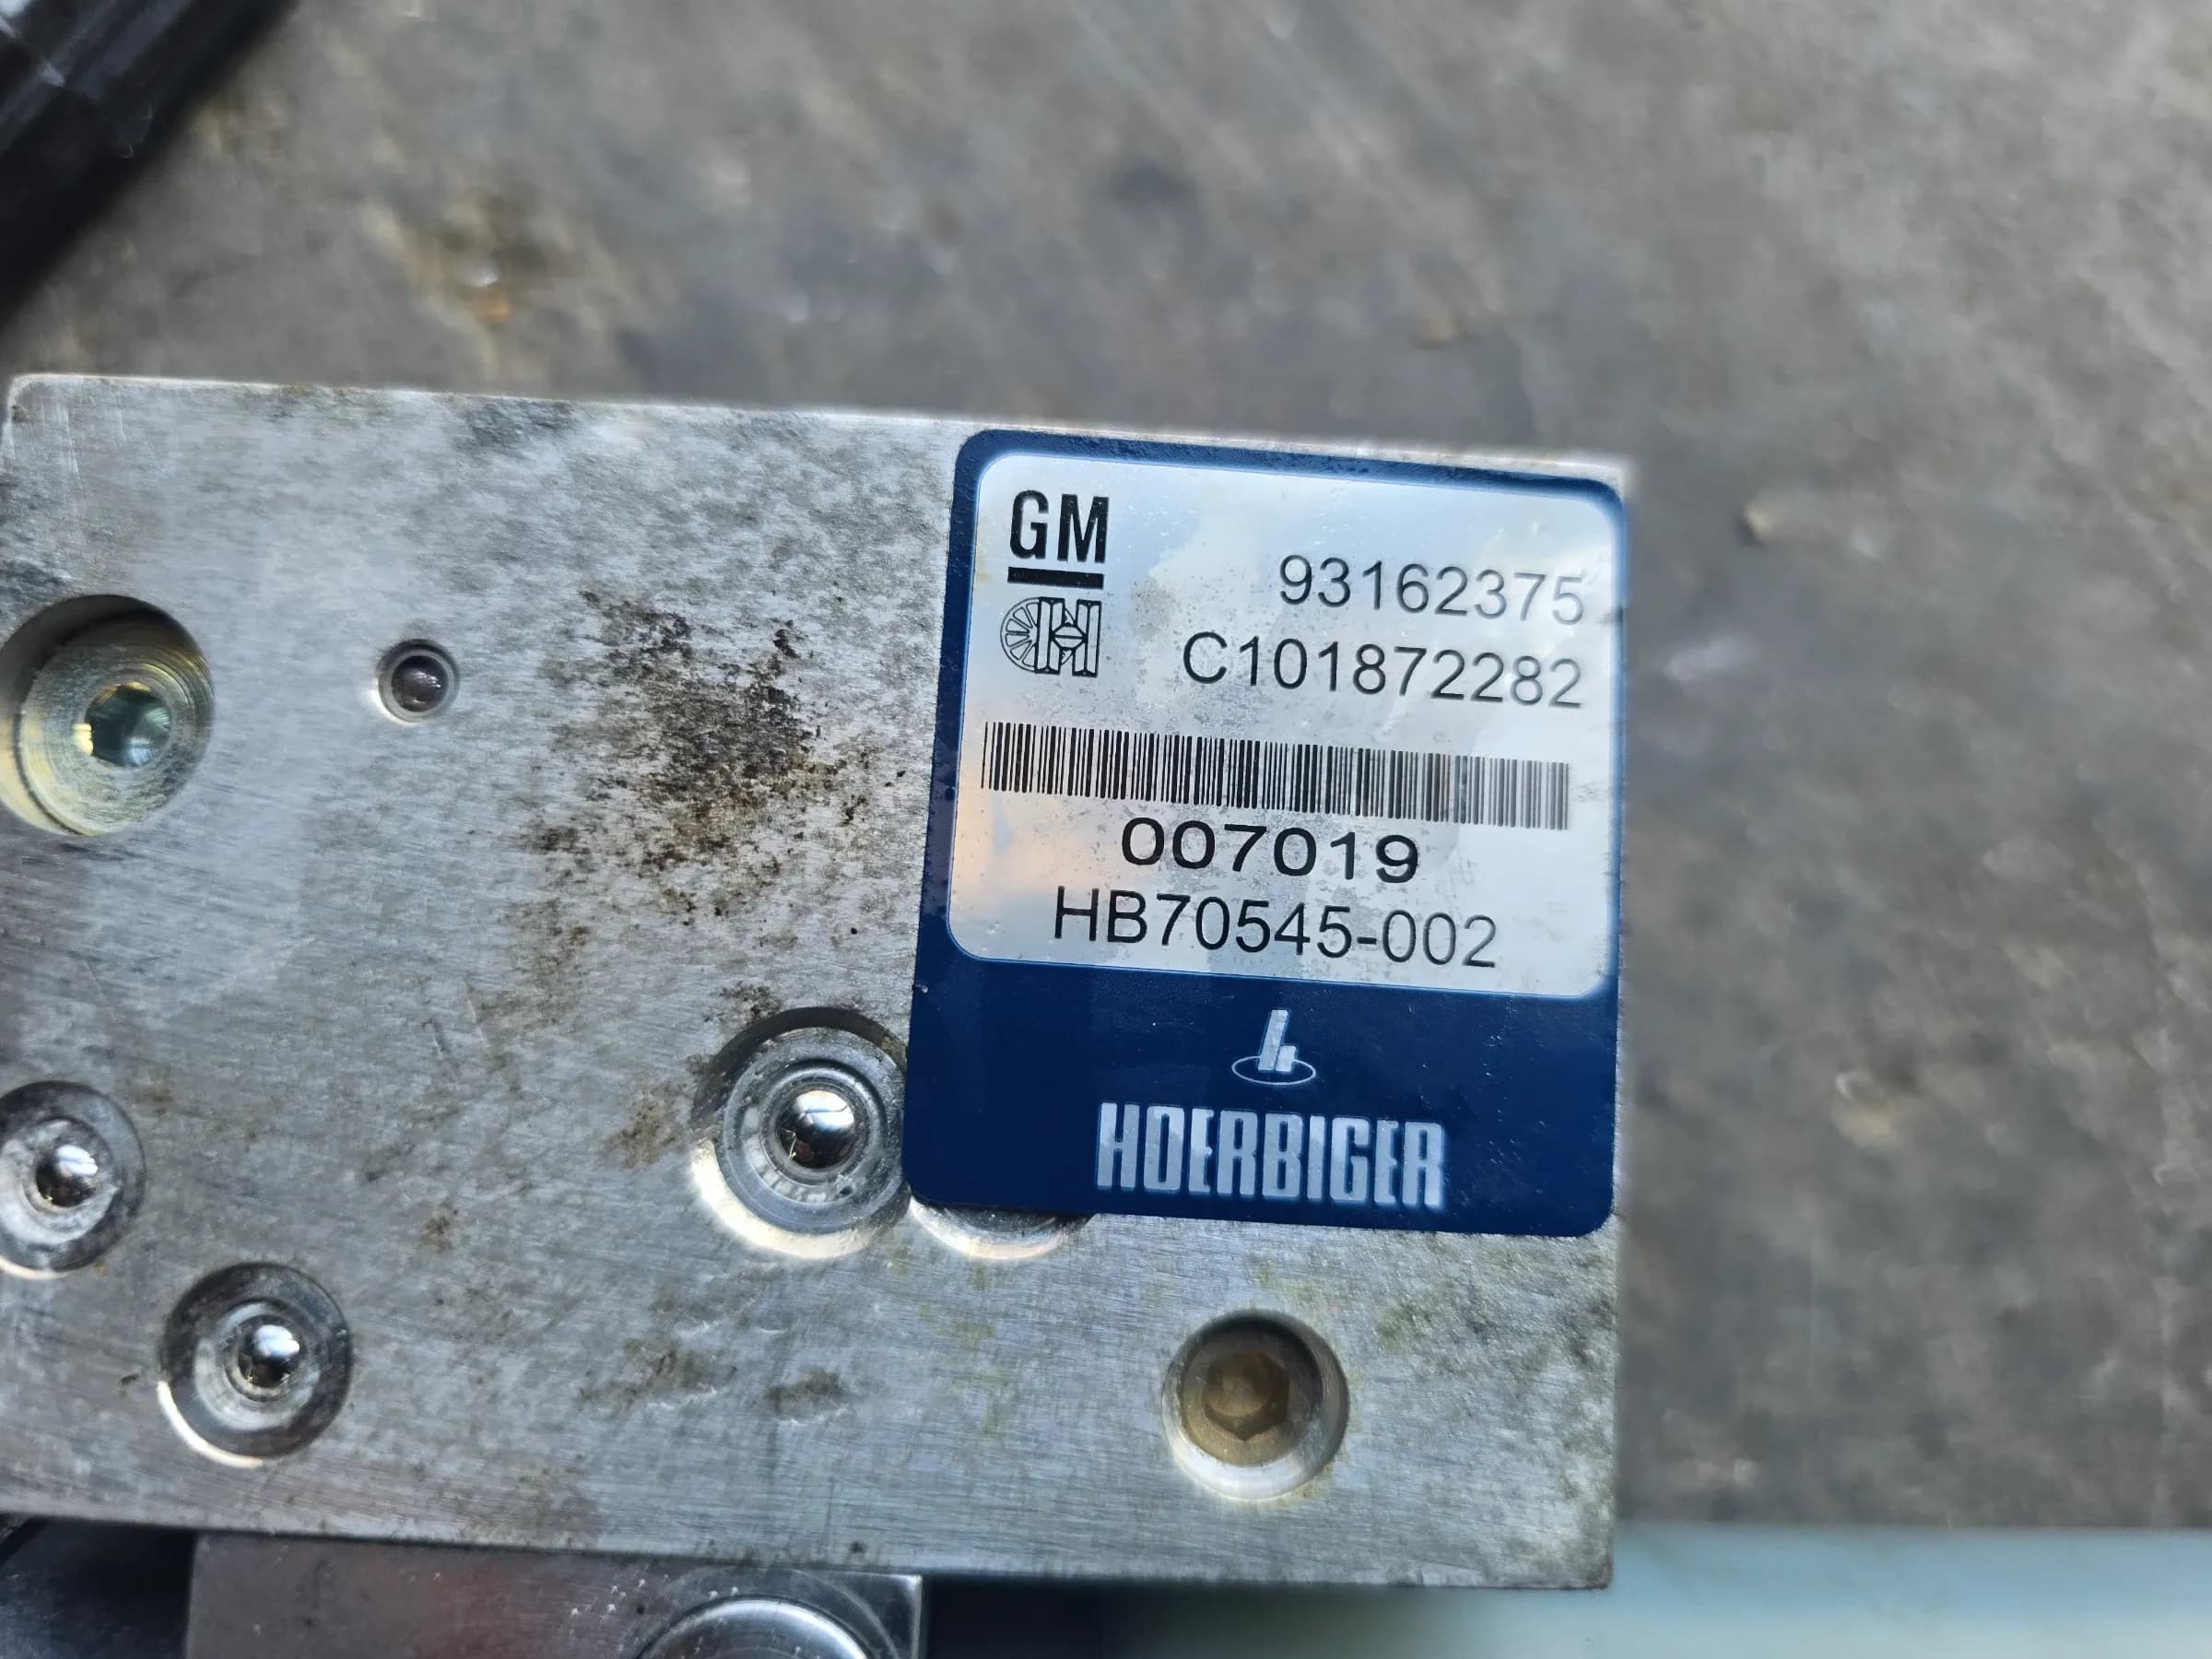 GM
93162375
C101872282
007019
HB70545-002
HOERBIGER